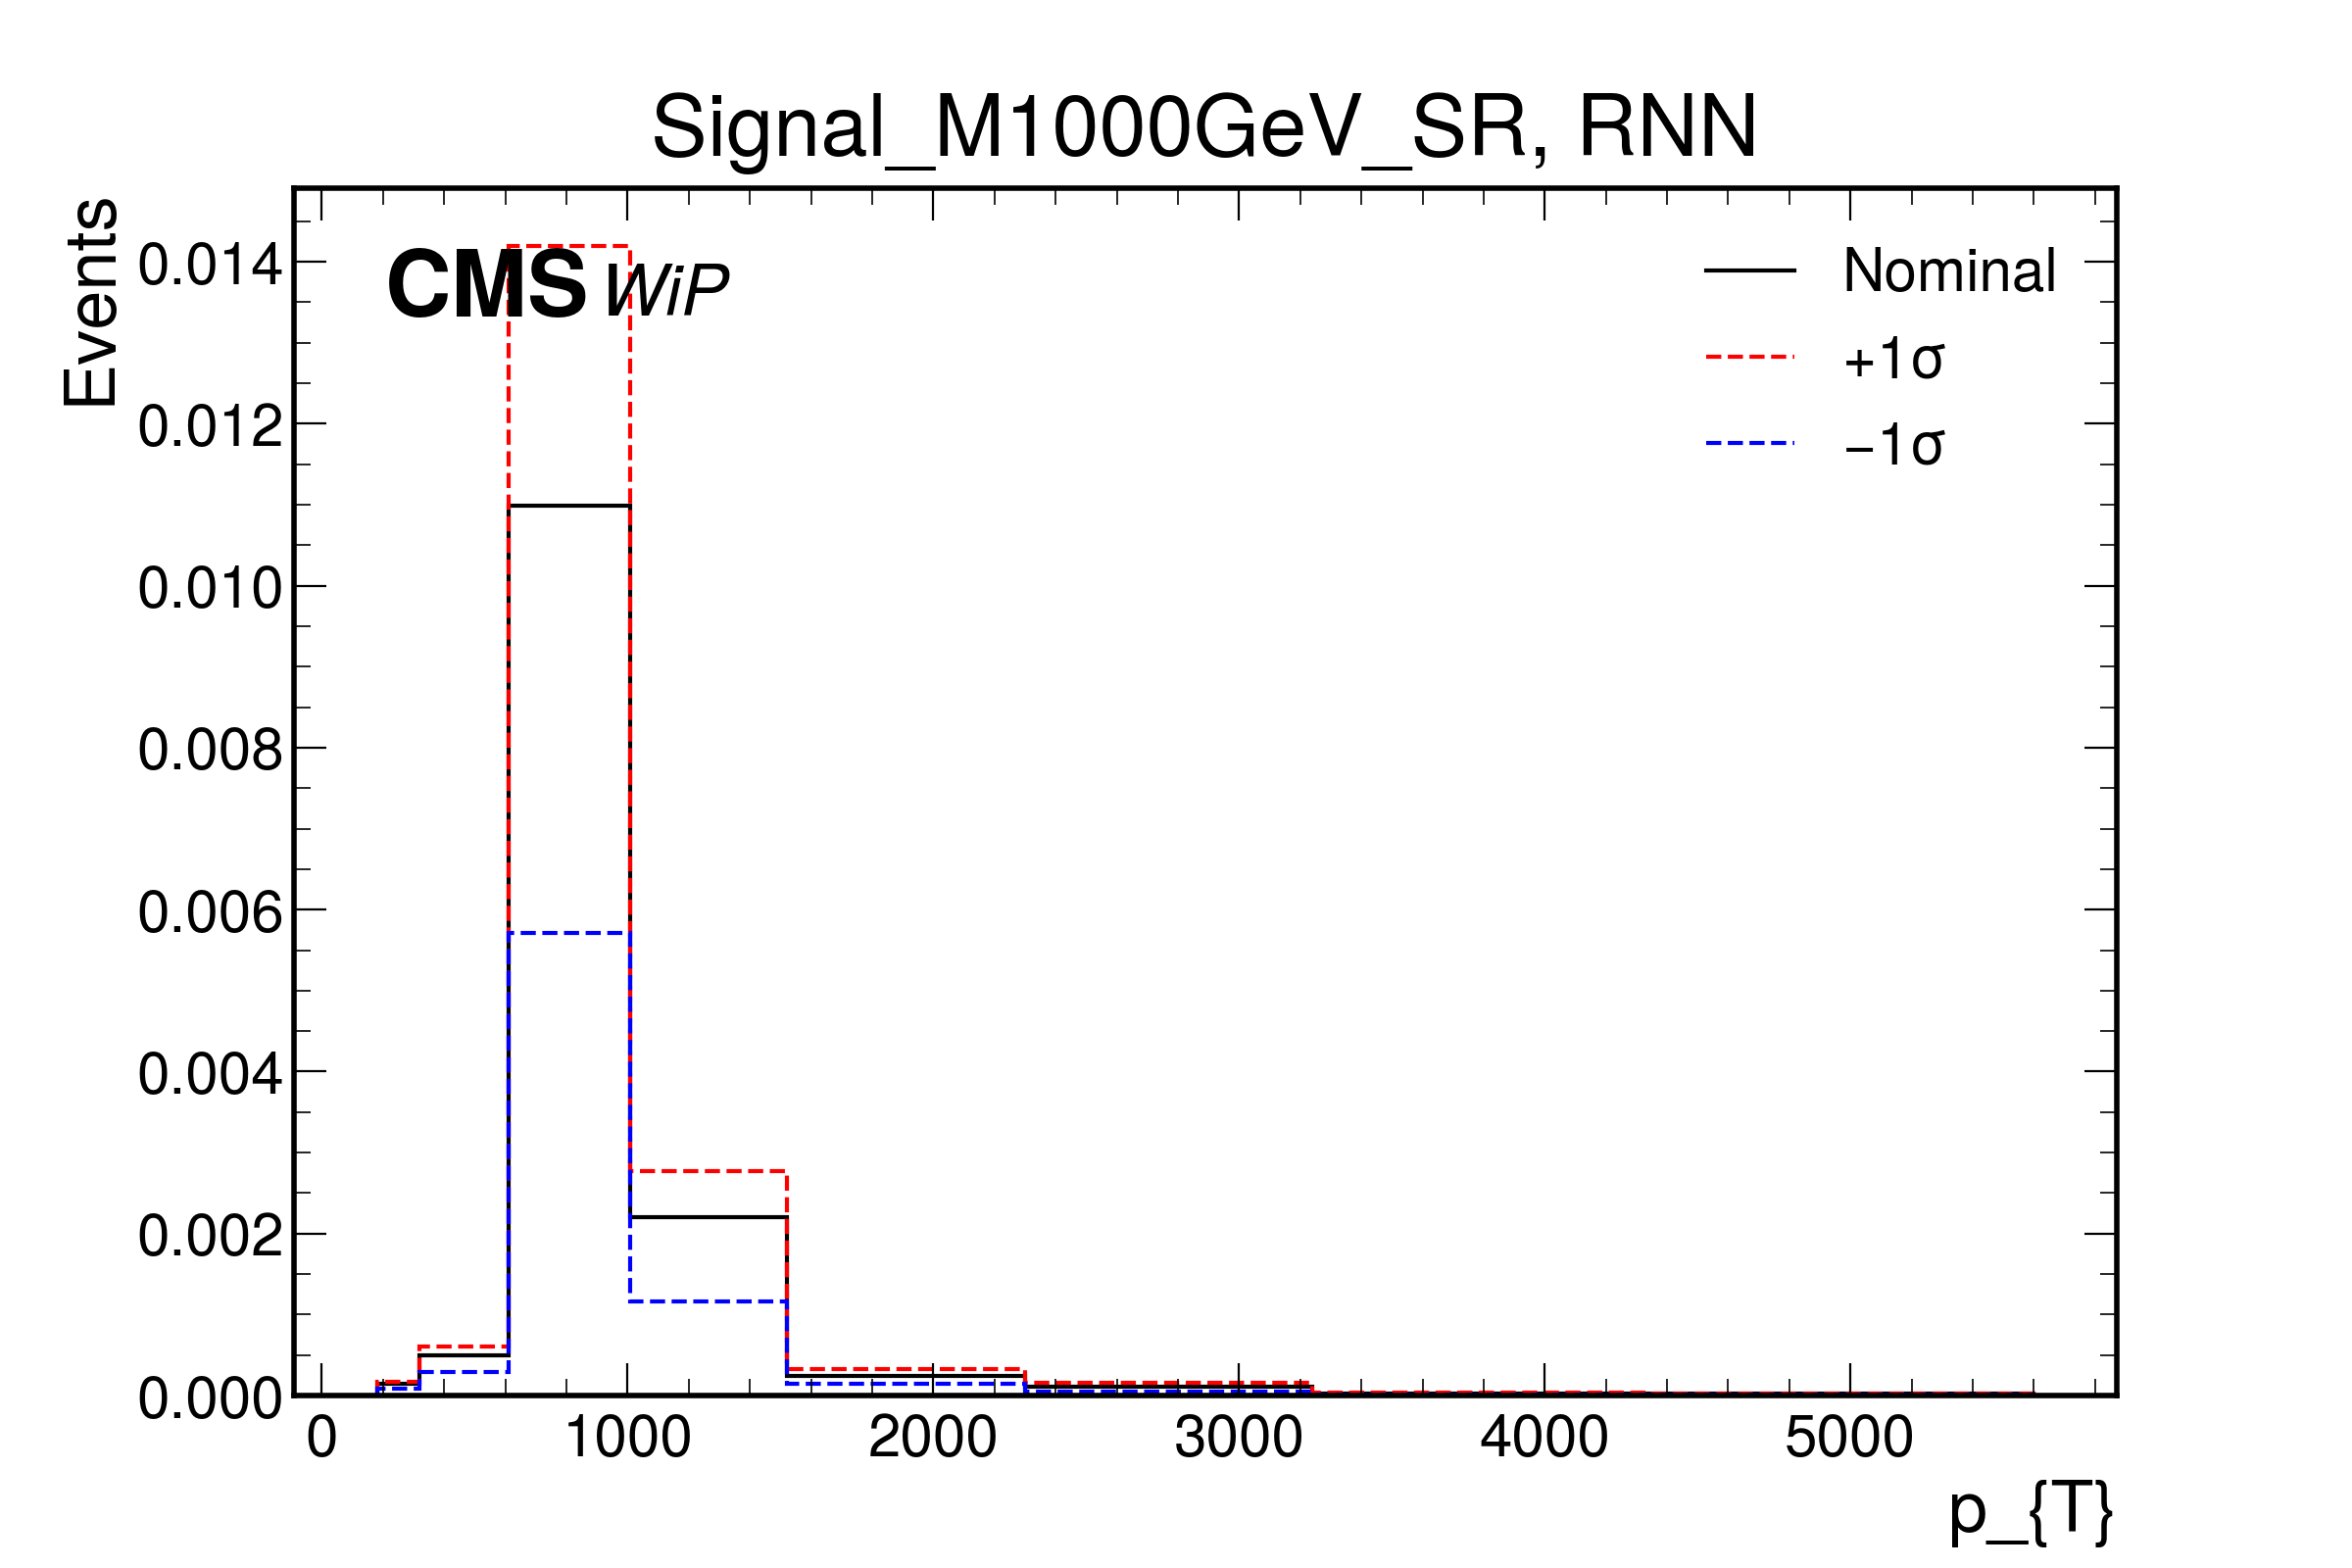 Signal_M1000GeV_SR, RNN
Events
CMS WiP
Nominal
+1σ
−1σ
0.014
0.012
0.010
0.008
0.006
0.004
0.002
0.000
0 1000 2000 3000 4000 5000
p_{T}